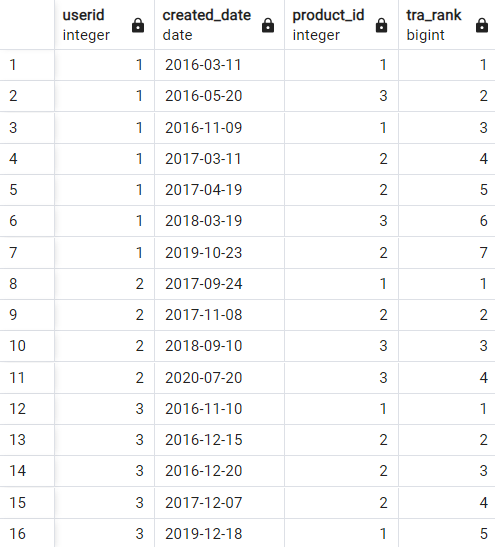 userid created_date product_id tra_rank
integer date integer bigint
1 1 2016-03-11 1 1
2 1 2016-05-20 3 2
3 1 2016-11-09 1 3
4 1 2017-03-11 2 4
5 1 2017-04-19 2 5
6 1 2018-03-19 3 6
7 1 2019-10-23 2 7
8 2 2017-09-24 1 1
9 2 2017-11-08 2 2
10 2 2018-09-10 3 3
11 2 2020-07-20 3 4
12 3 2016-11-10 1 1
13 3 2016-12-15 2 2
14 3 2016-12-20 2 3
15 3 2017-12-07 2 4
16 3 2019-12-18 1 5